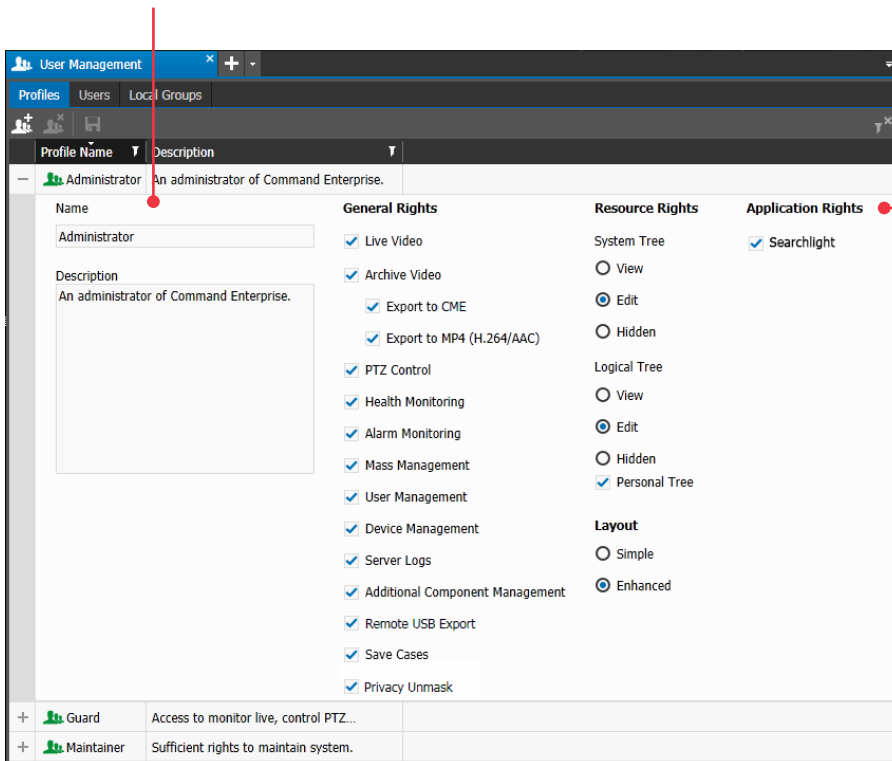 User Management
Profiles Users Local Groups
Profile Name Description
Administrator An administrator of Command Enterprise.
Name
Administrator
Description
An administrator of Command Enterprise.
General Rights
Live Video
Archive Video
Export to CME
Export to MP4 (H.264/AAC)
PTZ Control
Health Monitoring
Alarm Monitoring
Mass Management
User Management
Device Management
Server Logs
Additional Component Management
Remote USB Export
Save Cases
Privacy Unmask
Resource Rights
System Tree
View
Edit
Hidden
Logical Tree
View
Edit
Hidden
Personal Tree
Layout
Simple
Enhanced
Application Rights
Searchlight
Guard Access to monitor live, control PTZ...
Maintainer Sufficient rights to maintain system.